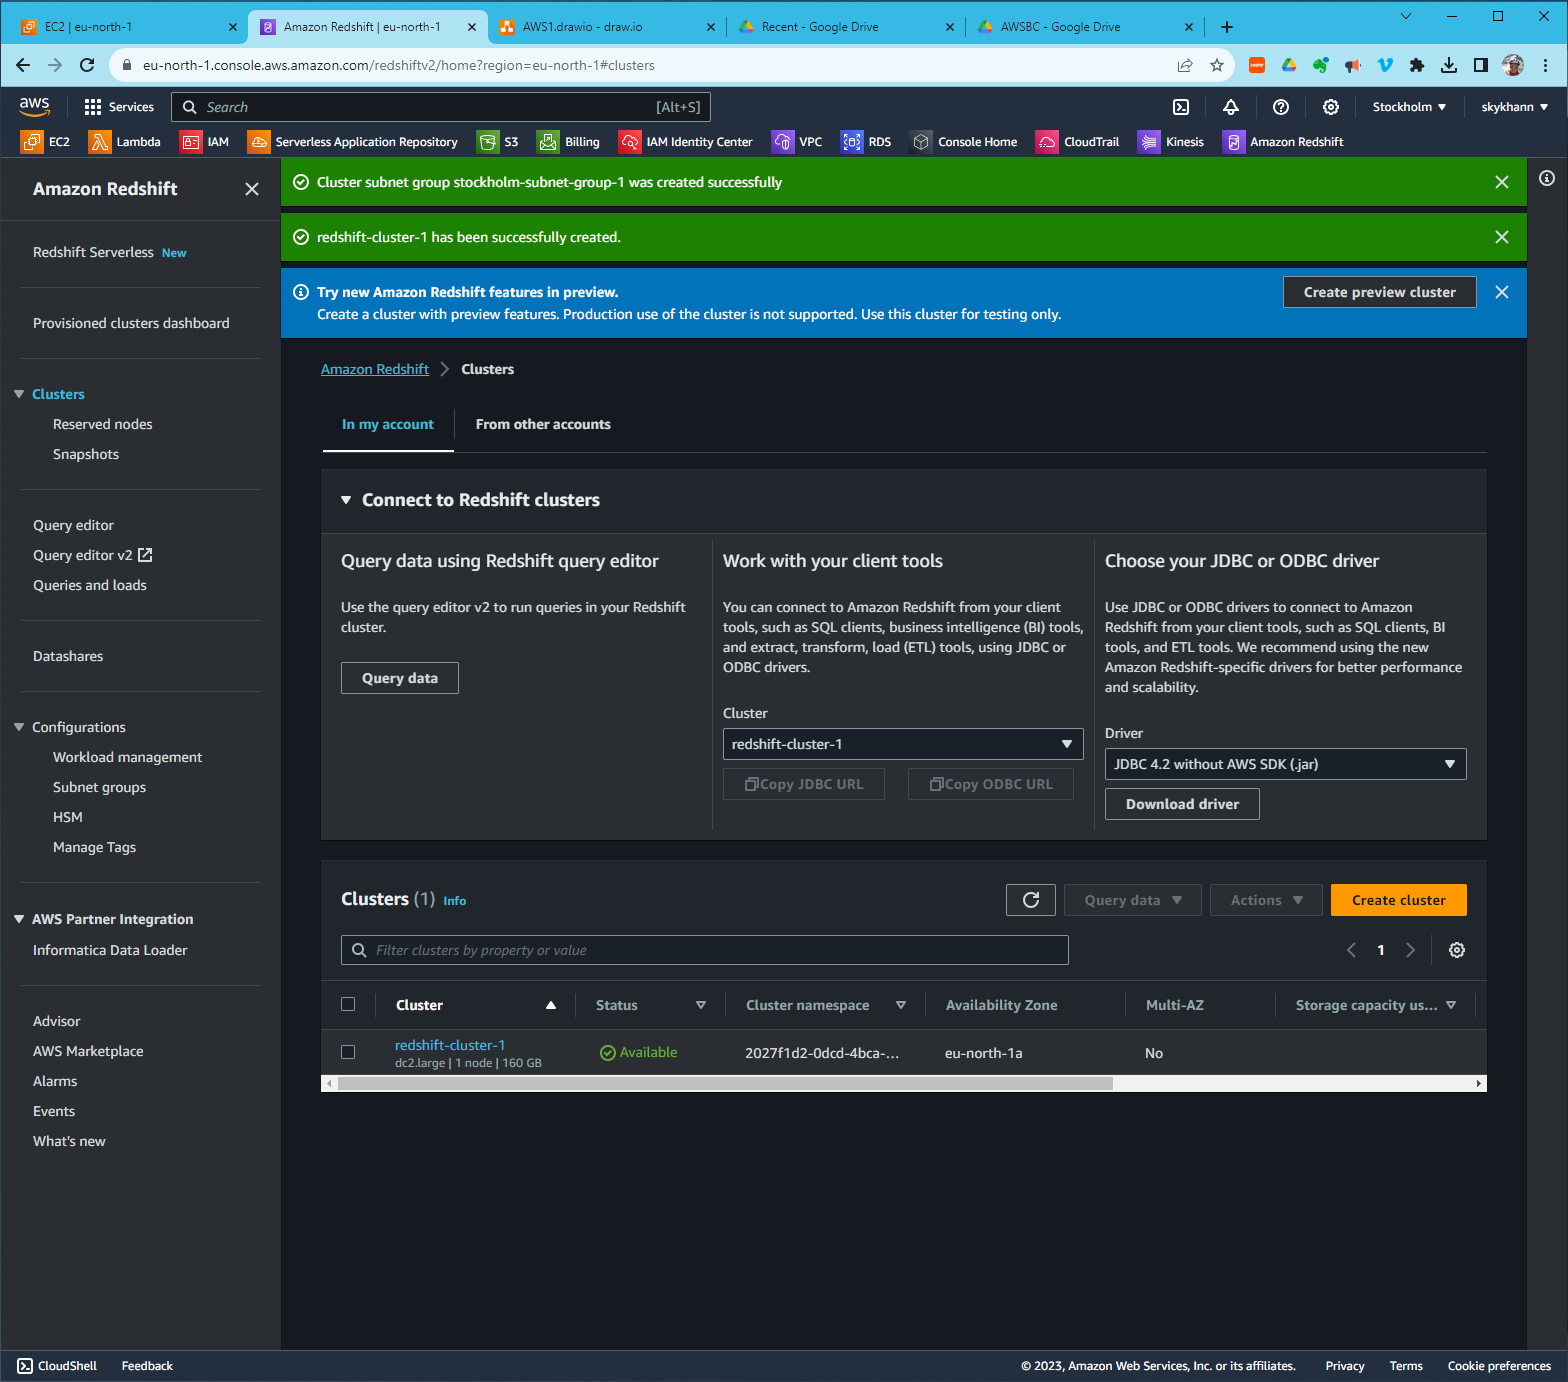 EC2 | eu-north-1
Amazon Redshift | eu-north-1
AWS1.drawio - draw.io
Recent - Google Drive
AWSBC - Google Drive
eu-north-1.console.aws.amazon.com/redshiftv2/home?region=eu-north-1#clusters
aws
Services
Search
[Alt+S]
Stockholm
skykhann
EC2
Lambda
IAM
Serverless Application Repository
S3
Billing
IAM Identity Center
VPC
RDS
Console Home
CloudTrail
Kinesis
Amazon Redshift
Amazon Redshift
Redshift Serverless New
Provisioned clusters dashboard
Clusters
Reserved nodes
Snapshots
Query editor
Query editor v2
Queries and loads
Datashares
Configurations
Workload management
Subnet groups
HSM
Manage Tags
AWS Partner Integration
Informatica Data Loader
Advisor
AWS Marketplace
Alarms
Events
What's new
Cluster subnet group stockholm-subnet-group-1 was created successfully
redshift-cluster-1 has been successfully created.
Try new Amazon Redshift features in preview.
Create a cluster with preview features. Production use of the cluster is not supported. Use this cluster for testing only.
Create preview cluster
Amazon Redshift
Clusters
In my account
From other accounts
Connect to Redshift clusters
Query data using Redshift query editor
Use the query editor v2 to run queries in your Redshift
cluster.
Query data
Work with your client tools
You can connect to Amazon Redshift from your client
tools, such as SQL clients, business intelligence (BI) tools,
and extract, transform, load (ETL) tools, using JDBC or
ODBC drivers.
Cluster
redshift-cluster-1
Copy JDBC URL
Copy ODBC URL
Choose your JDBC or ODBC driver
Use JDBC or ODBC drivers to connect to Amazon
Redshift from your client tools, such as SQL clients, BI
tools, and ETL tools. We recommend using the new
Amazon Redshift-specific drivers for better performance
and scalability.
Driver
JDBC 4.2 without AWS SDK (.jar)
Download driver
Clusters (1) Info
Query data
Actions
Create cluster
Filter clusters by property or value
1
Cluster
Status
Cluster namespace
Availability Zone
Multi-AZ
Storage capacity us...
redshift-cluster-1
dc2.large | 1 node | 160 GB
Available
2027f1d2-0dcd-4bca-...
eu-north-1a
No
CloudShell
Feedback
© 2023, Amazon Web Services, Inc. or its affiliates.
Privacy
Terms
Cookie preferences